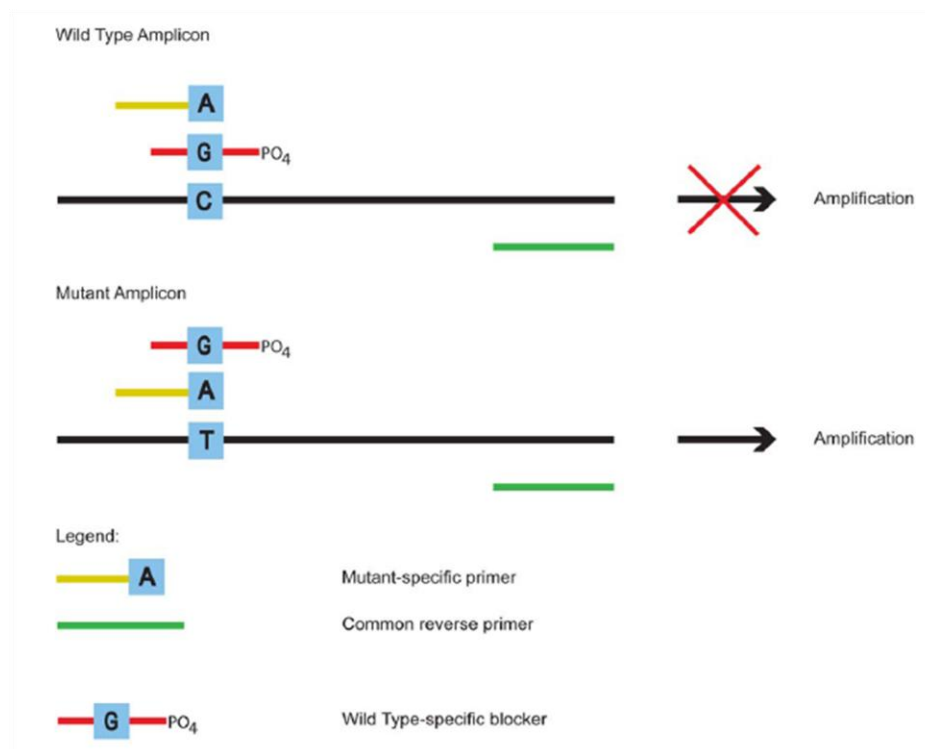 Wild Type Amplicon
A
G PO4
C Amplification
Mutant Amplicon
G PO4
A
T Amplification
Legend:
A Mutant-specific primer
Common reverse primer
G PO4 Wild Type-specific blocker